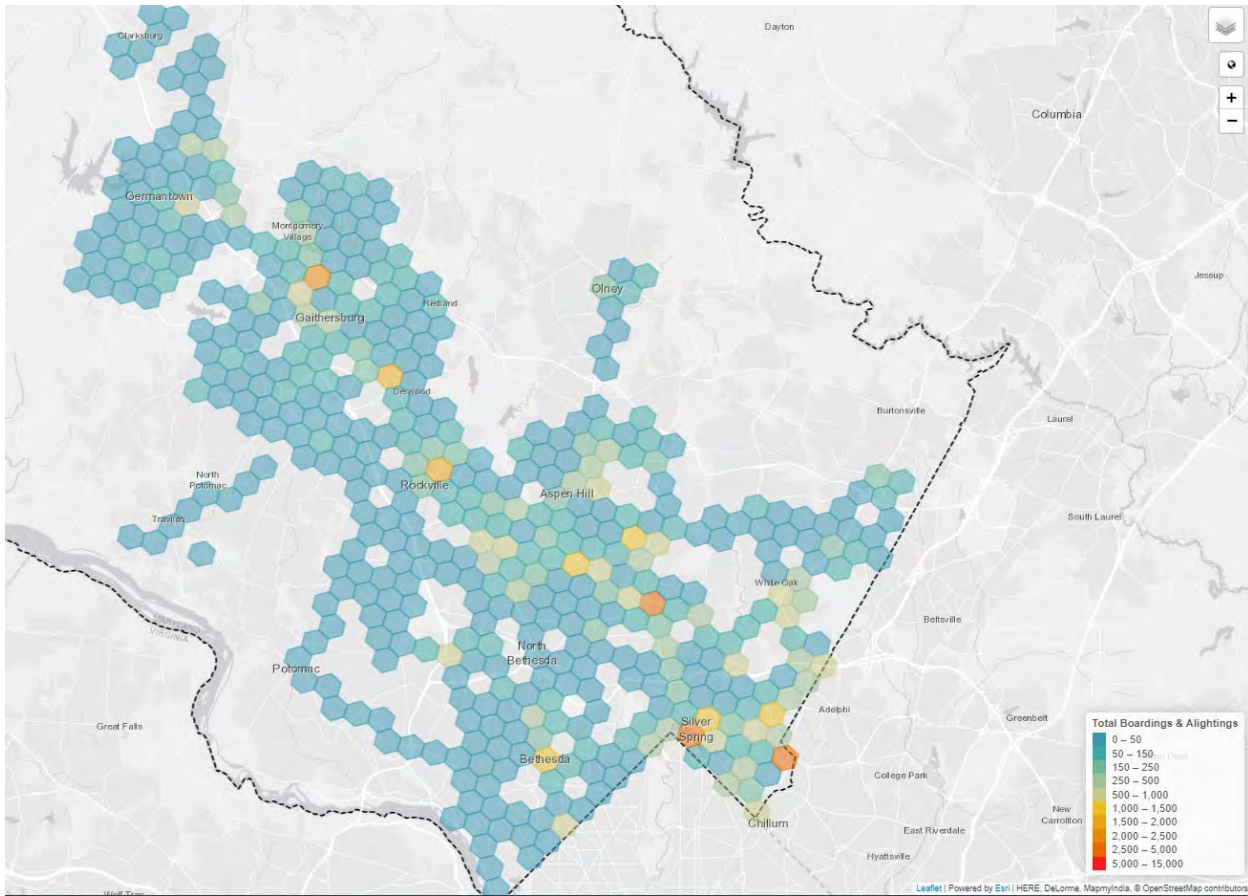 Clarksburg
Dayton
Columbia
+
−
Germantown
Montgomery
Village
Jessup
Olney
Redland
Gaithersburg
Derwood
Burtonsville
Laurel
North
Potomac
Rockville
Aspen Hill
Travilah
South Laurel
White Oak
Beltsville
MARYLAND
VIRGINIA
North
Bethesda
Potomac
Adelphi
Great Falls
Silver
Spring
Greenbelt
Bethesda
College Park
Chillum
New
Carrollton
East Riverdale
Hyattsville
Total Boardings & Alightings
0 – 50
50 – 150
150 – 250
250 – 500
500 – 1,000
1,000 – 1,500
1,500 – 2,000
2,000 – 2,500
2,500 – 5,000
5,000 – 15,000
Leaflet | Powered by Esri | HERE, DeLorme, MapmyIndia, © OpenStreetMap contributors